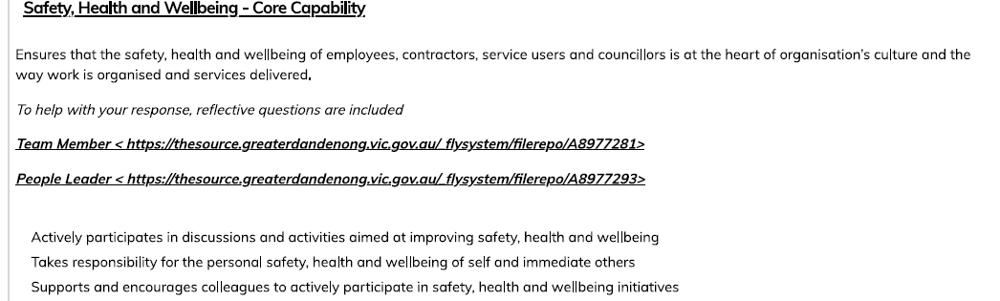 Safety, Health and Wellbeing - Core Capability
Ensures that the safety, health and wellbeing of employees, contractors, service users and councillors is at the heart of organisation's culture and the
way work is organised and services delivered.
To help with your response, reflective questions are included
Team Member < https://thesource.greaterdandenong.vic.gov.au/_flysystem/filerepo/A8977281>
People Leader < https://thesource.greaterdandenong.vic.gov.au/_flysystem/filerepo/A8977293>
Actively participates in discussions and activities aimed at improving safety, health and wellbeing
Takes responsibility for the personal safety, health and wellbeing of self and immediate others
Supports and encourages colleagues to actively participate in safety, health and wellbeing initiatives